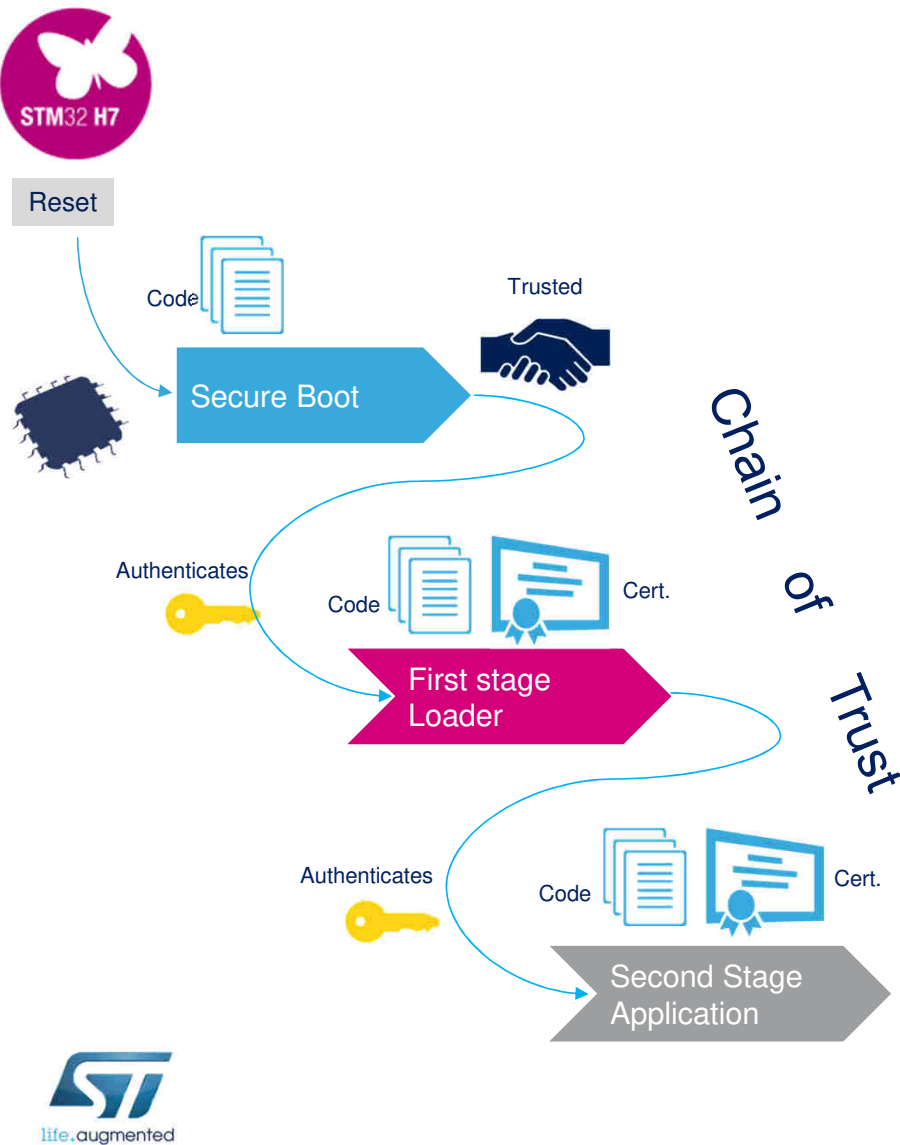 STM32 H7
Reset
Code
Trusted
Secure Boot
Chain of Trust
Authenticates
Code
Cert.
First stage
Loader
Authenticates
Code
Cert.
Second Stage
Application
ST
life.augmented